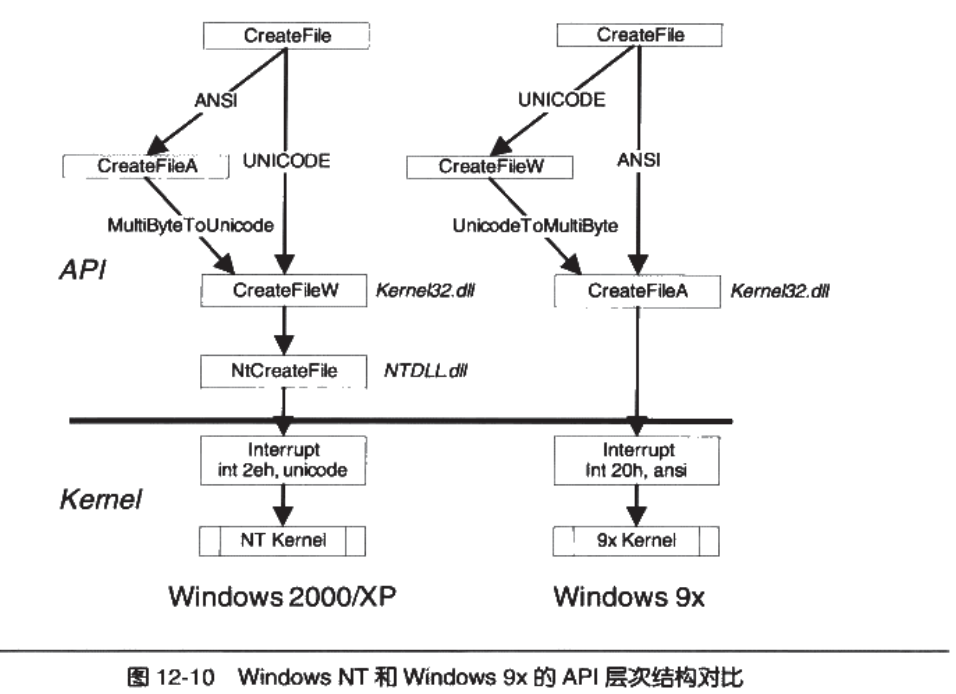 CreateFile
CreateFile
ANSI
UNICODE
CreateFileA
UNICODE
CreateFileW
ANSI
MultiByteToUnicode
UnicodeToMultiByte
API
CreateFileW
Kernel32.dll
CreateFileA
Kernel32.dll
NtCreateFile
NTDLL.dll
Interrupt
int 2eh, unicode
Interrupt
Int 20h, ansi
Kernel
NT Kernel
9x Kernel
Windows 2000/XP
Windows 9x
图 12-10 Windows NT 和 Windows 9x 的 API 层次结构对比